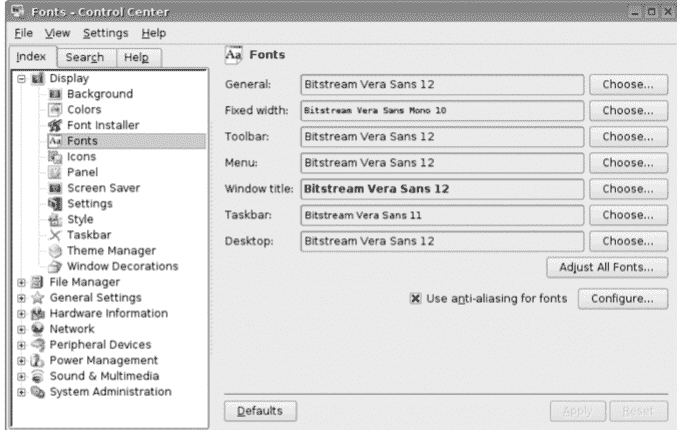 Fonts - Control Center
File View Settings Help
Index Search Help
Display
Background
Colors
Font Installer
Fonts
Icons
Panel
Screen Saver
Settings
Style
Taskbar
Theme Manager
Window Decorations
File Manager
General Settings
Hardware Information
Network
Peripheral Devices
Power Management
Sound & Multimedia
System Administration
Aa Fonts
General: Bitstream Vera Sans 12 Choose...
Fixed width: Bitstream Vera Sans Mono 10 Choose...
Toolbar: Bitstream Vera Sans 12 Choose...
Menu: Bitstream Vera Sans 12 Choose...
Window title: Bitstream Vera Sans 12 Choose...
Taskbar: Bitstream Vera Sans 11 Choose...
Desktop: Bitstream Vera Sans 12 Choose...
Adjust All Fonts...
Use anti-aliasing for fonts Configure...
Defaults Apply Reset